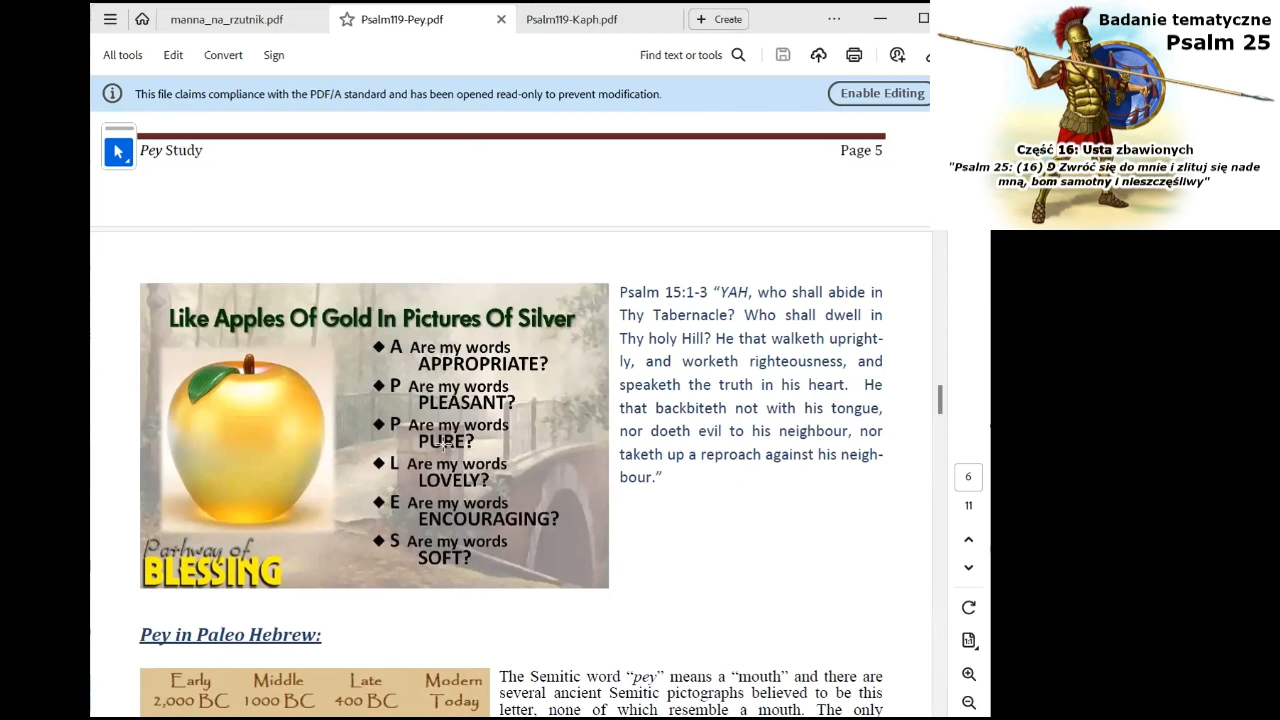 manna_na_rzutnik.pdf
Psalm119-Pey.pdf
Psalm119-Kaph.pdf
+ Create
All tools
Edit
Convert
Sign
Find text or tools
This file claims compliance with the PDF/A standard and has been opened read-only to prevent modification.
Enable Editing
Pey Study
Page 5
Like Apples Of Gold In Pictures Of Silver
◆ A Are my words
APPROPRIATE?
◆ P Are my words
PLEASANT?
◆ P Are my words
PURE?
◆ L Are my words
LOVELY?
◆ E Are my words
ENCOURAGING?
◆ S Are my words
SOFT?
Pathway of
BLESSING
Psalm 15:1-3 “YAH, who shall abide in
Thy Tabernacle? Who shall dwell in
Thy holy Hill? He that walketh upright-
ly, and worketh righteousness, and
speaketh the truth in his heart. He
that backbiteth not with his tongue,
nor doeth evil to his neighbour, nor
taketh up a reproach against his neigh-
bour.”
Pey in Paleo Hebrew:
Early Middle Late Modern
2,000 BC 1000 BC 400 BC Today
The Semitic word “pey” means a “mouth” and there are
several ancient Semitic pictographs believed to be this
letter, none of which resemble a mouth. The only
6
11
Badanie tematyczne
Psalm 25
Część 16: Usta zbawionych
"Psalm 25: (16) פ Zwróć się do mnie i zlituj się nade
mną, bom samotny i nieszczęśliwy"